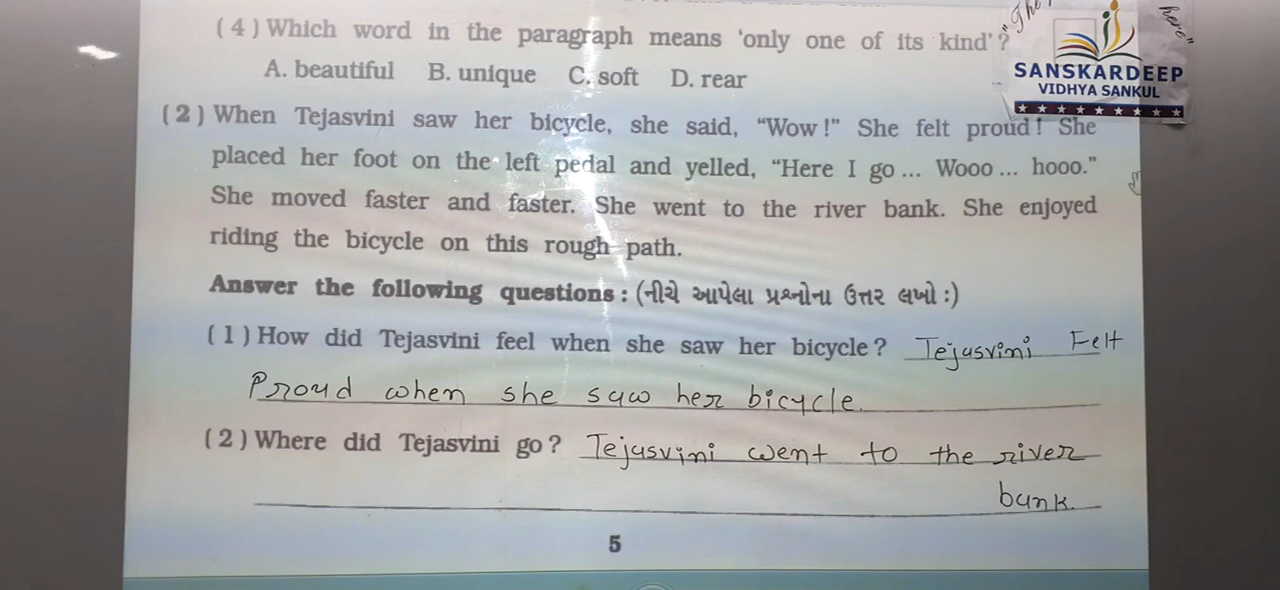 "The
here"
(4) Which word in the paragraph means 'only one of its kind'?
A. beautiful B. unique C. soft D. rear
SANSKARDEEP
VIDHYA SANKUL
(2) When Tejasvini saw her bicycle, she said, "Wow!" She felt proud! She
placed her foot on the left pedal and yelled, "Here I go ... Wooo ... hooo."
She moved faster and faster. She went to the river bank. She enjoyed
riding the bicycle on this rough path.
Answer the following questions : (નીચે આપેલા પ્રશ્નોના ઉત્તર લખો :)
(1) How did Tejasvini feel when she saw her bicycle? Tejasvini Felt
Proud when she saw her bicycle.
(2) Where did Tejasvini go? Tejasvini went to the river
bank.
5